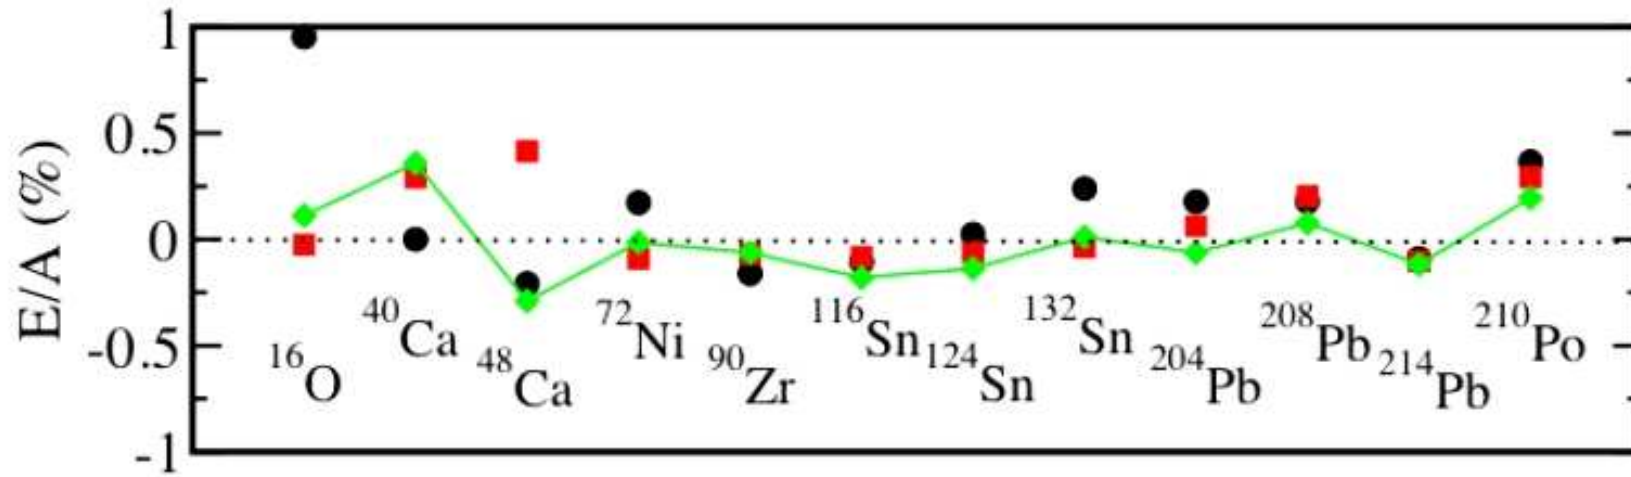 1
0.5
0
-0.5
-1
E/A (%)
16O
40Ca
48Ca
72Ni
90Zr
116Sn
124Sn
132Sn
204Pb
208Pb
214Pb
210Po